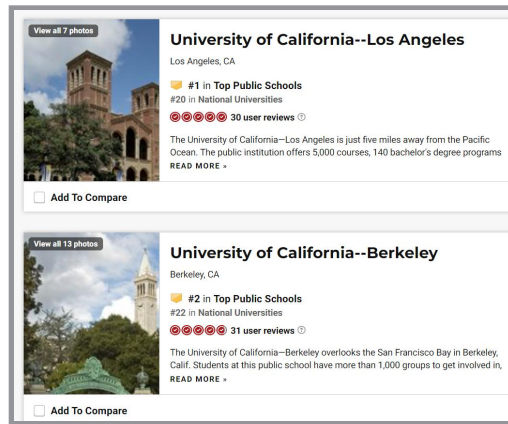 View all 7 photos
University of California--Los Angeles
Los Angeles, CA
#1 in Top Public Schools
#20 in National Universities
30 user reviews
The University of California—Los Angeles is just five miles away from the Pacific
Ocean. The public institution offers 5,000 courses, 140 bachelor's degree programs
READ MORE »
Add To Compare
View all 13 photos
University of California--Berkeley
Berkeley, CA
#2 in Top Public Schools
#22 in National Universities
31 user reviews
The University of California—Berkeley overlooks the San Francisco Bay in Berkeley,
Calif. Students at this public school have more than 1,000 groups to get involved in,
READ MORE »
Add To Compare